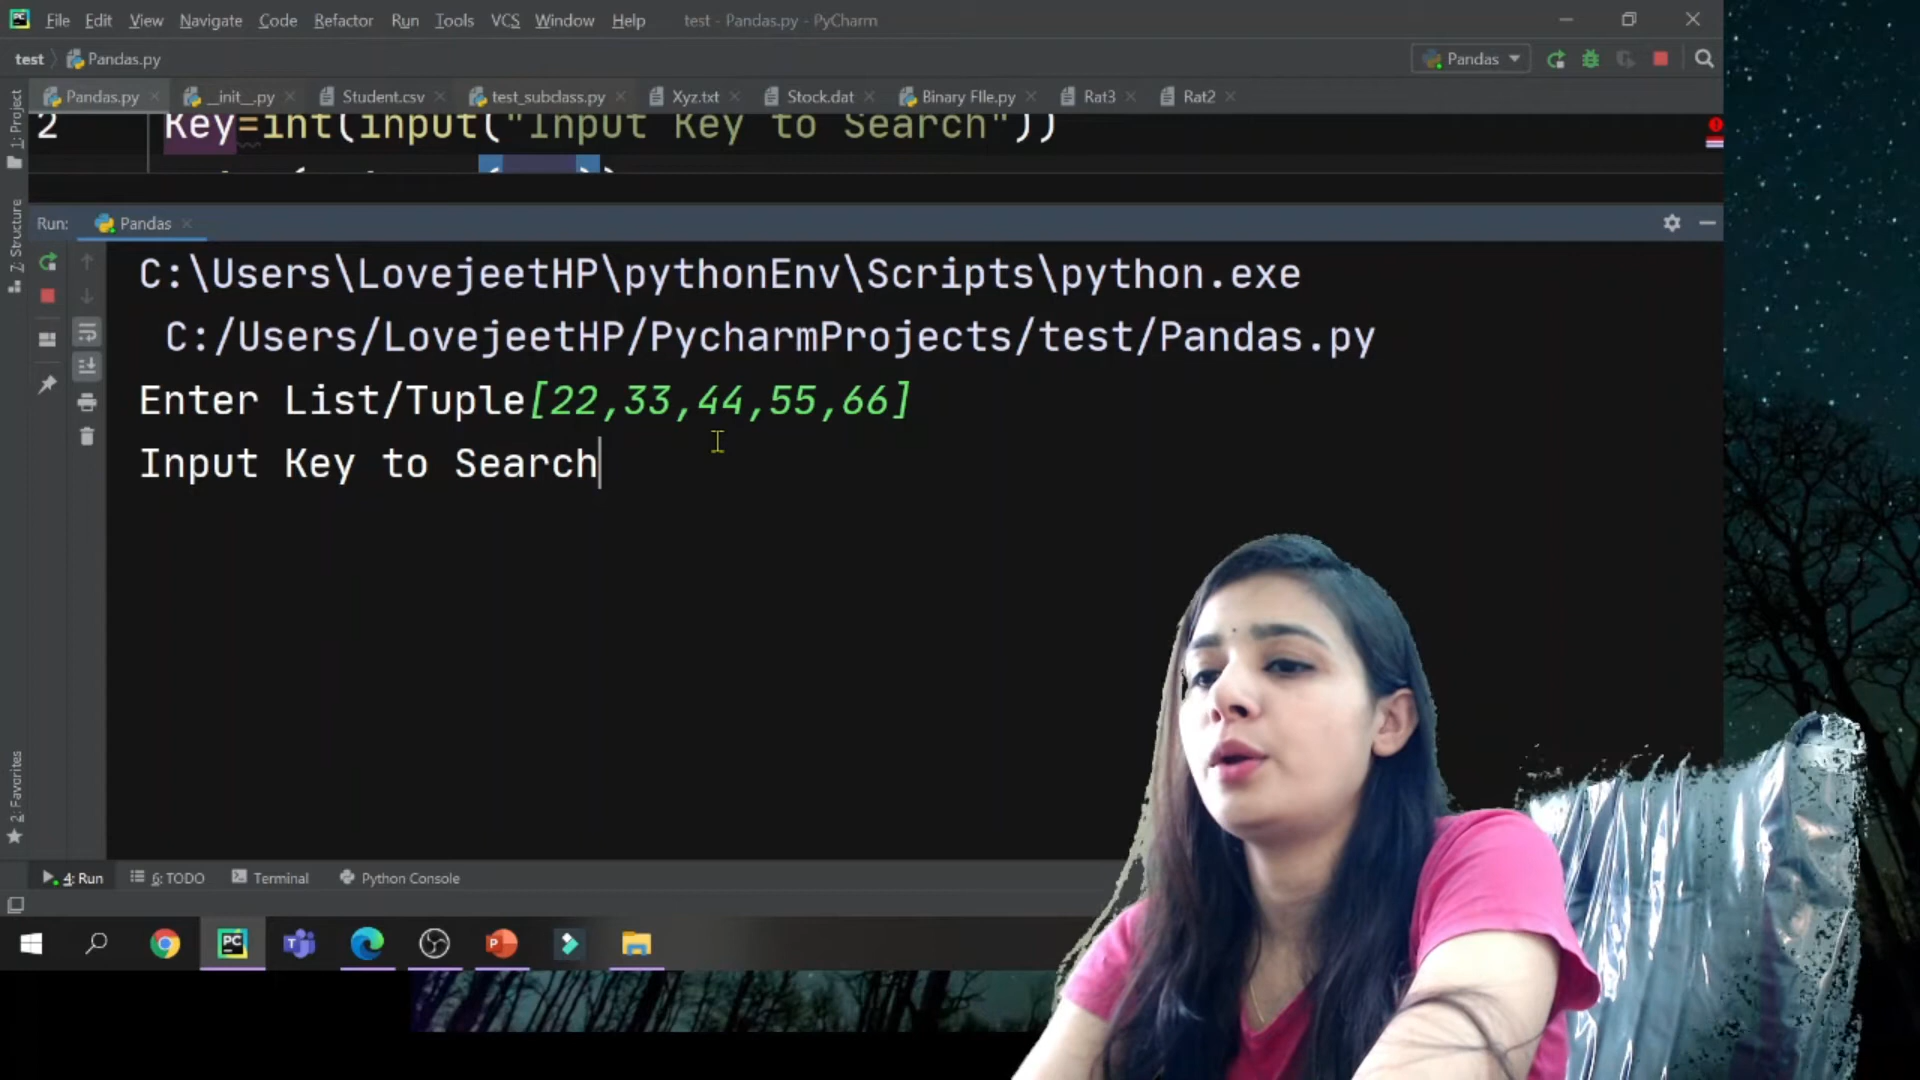 File Edit View Navigate Code Refactor Run Tools VCS Window Help test - Pandas.py - PyCharm
test Pandas.py Pandas
Pandas.py __init__.py Student.csv test_subclass.py Xyz.txt Stock.dat Binary FIle.py Rat3 Rat2
2 Key=int(input("Input Key to Search"))
1: Project
Z: Structure
2: Favorites
Run: Pandas
C:\Users\LovejeetHP\pythonEnv\Scripts\python.exe
C:/Users/LovejeetHP/PycharmProjects/test/Pandas.py
Enter List/Tuple[22,33,44,55,66]
Input Key to Search
4: Run 6: TODO Terminal Python Console